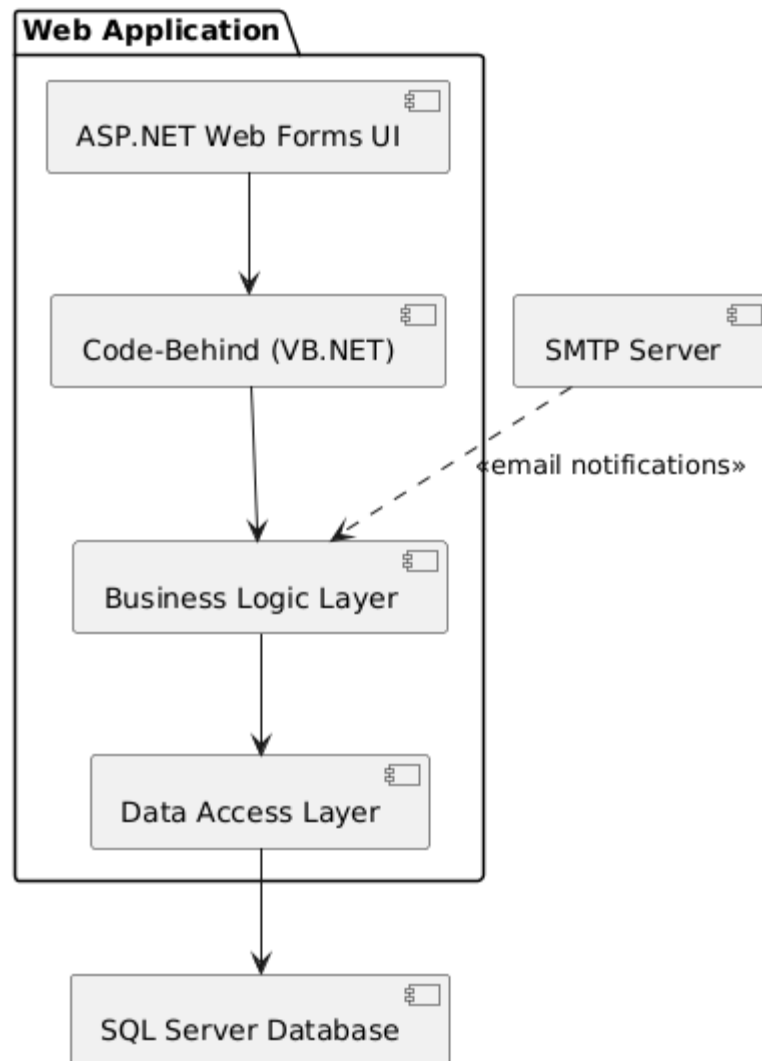 Web Application
ASP.NET Web Forms UI
Code-Behind (VB.NET)
SMTP Server
«email notifications»
Business Logic Layer
Data Access Layer
SQL Server Database